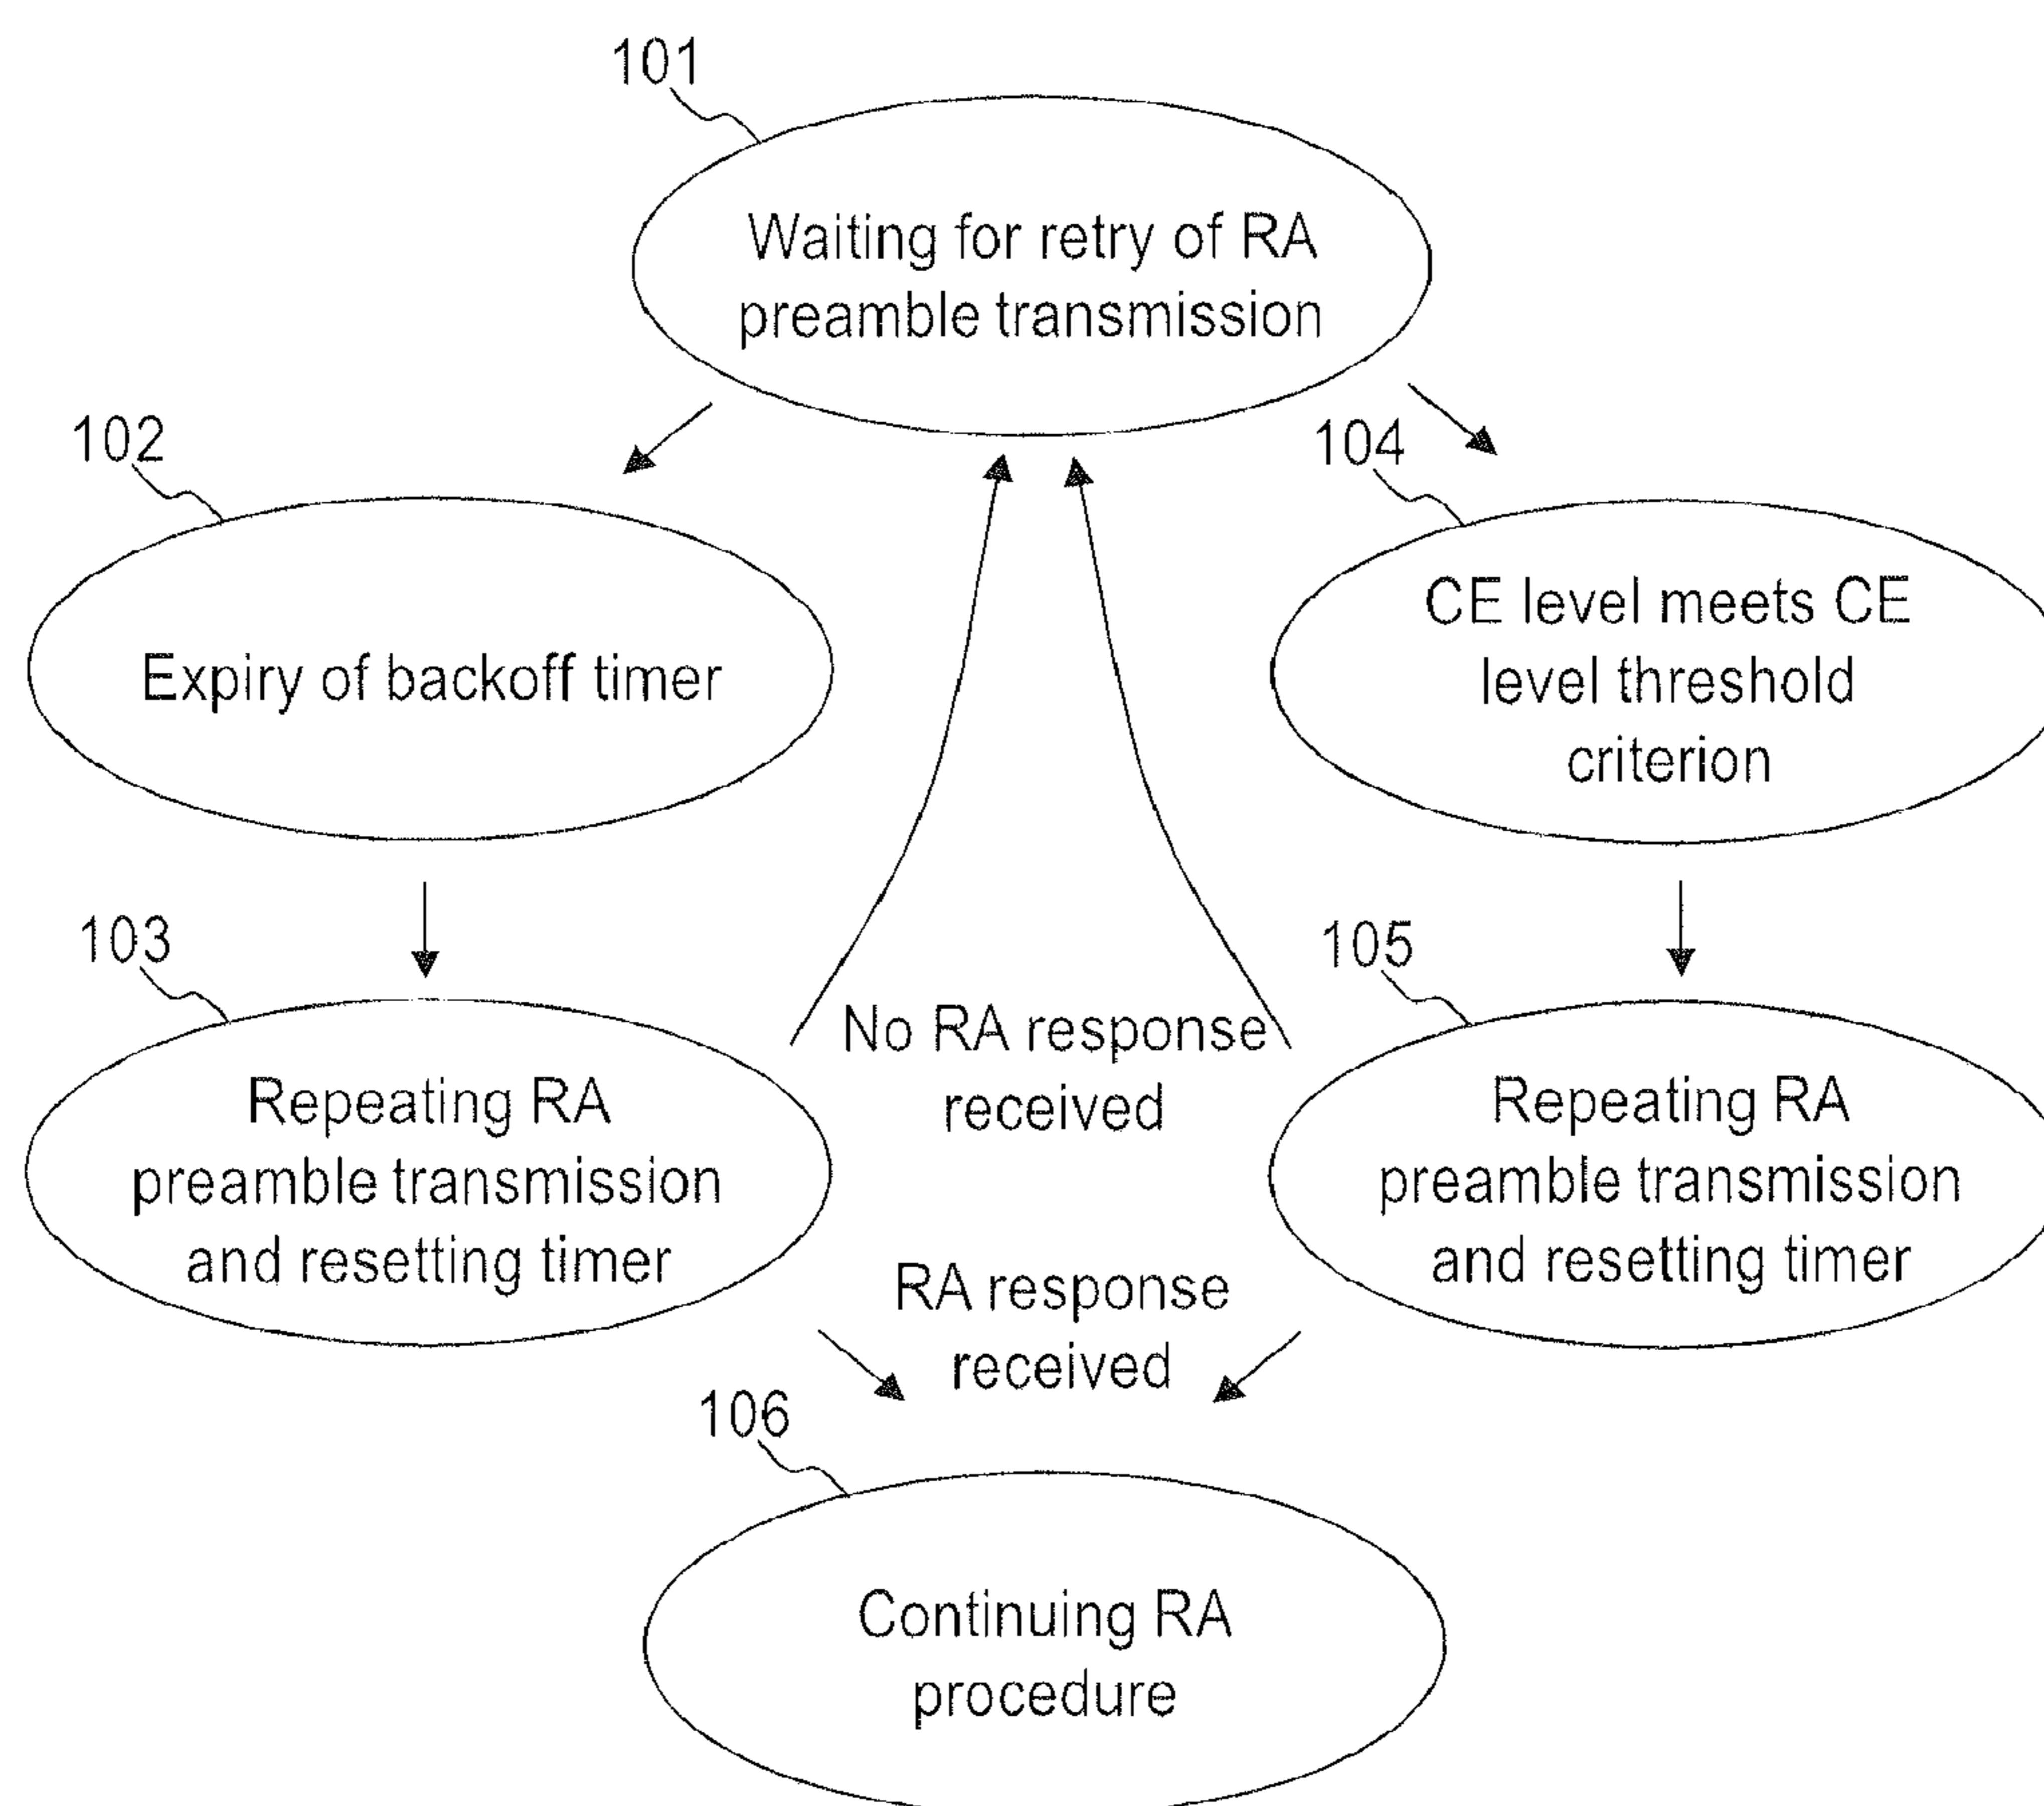 101
Waiting for retry of RA
preamble transmission
102
Expiry of backoff timer
104
CE level meets CE
level threshold
criterion
103
Repeating RA
preamble transmission
and resetting timer
No RA response
received
105
Repeating RA
preamble transmission
and resetting timer
RA response
received
106
Continuing RA
procedure